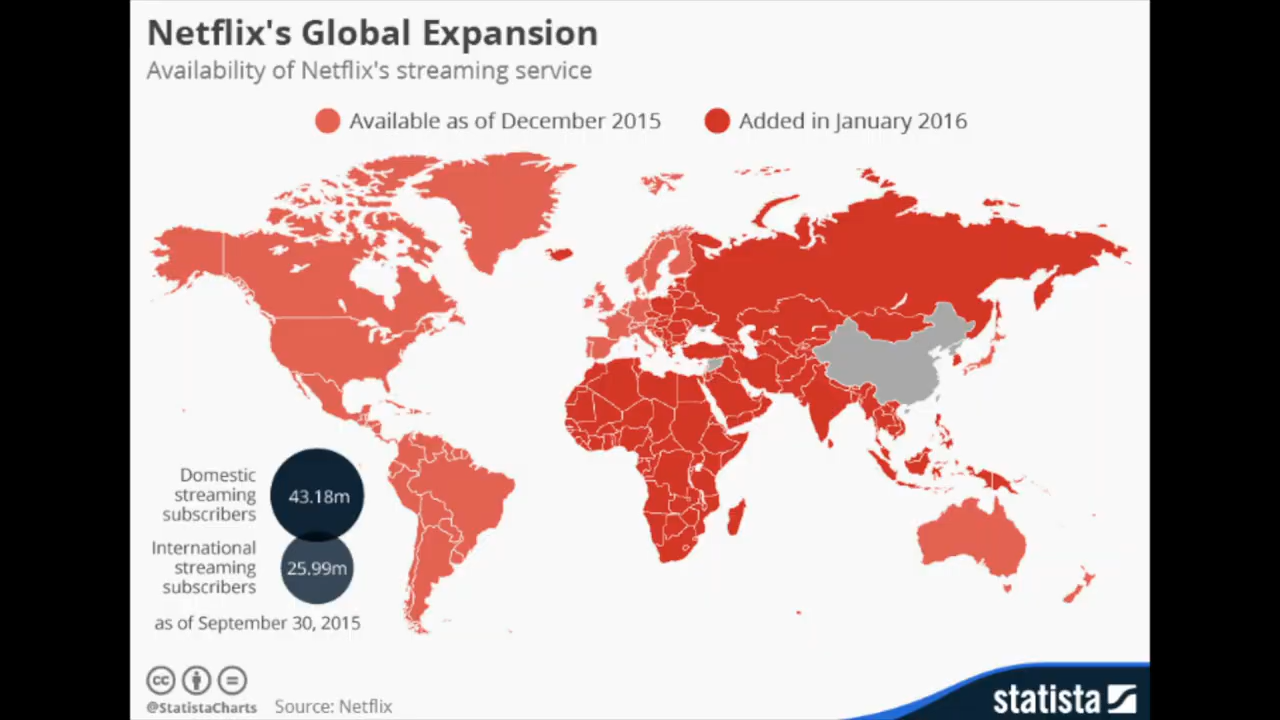 Netflix's Global Expansion
Availability of Netflix's streaming service
Available as of December 2015
Added in January 2016
Domestic
streaming
subscribers
43.18m
International
streaming
subscribers
25.99m
as of September 30, 2015
cc
@StatistaCharts
Source: Netflix
statista